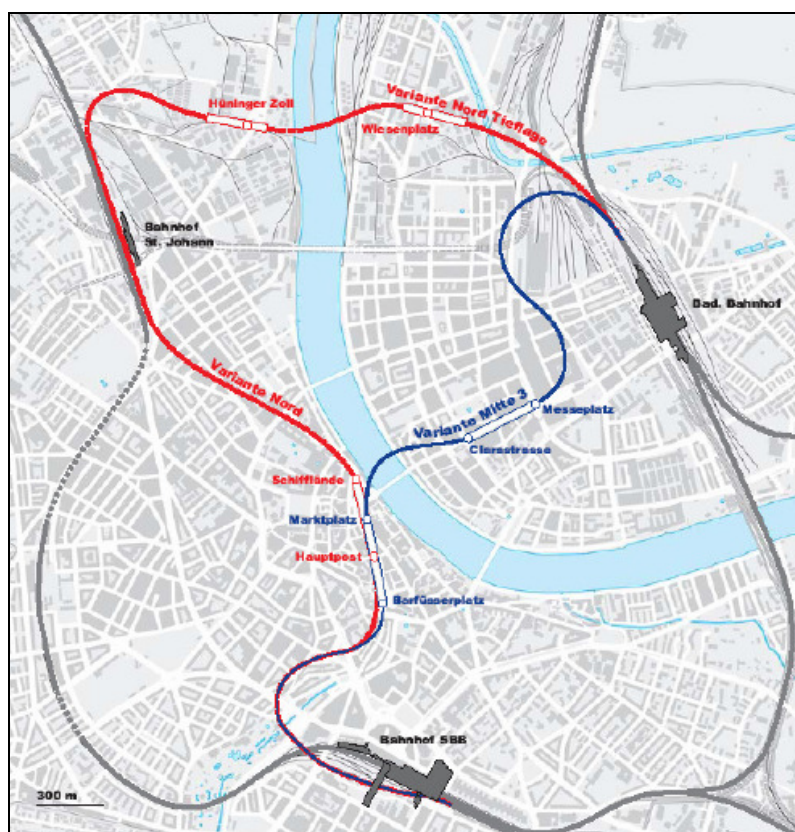 Hüninger Zoll
Variante Nord Tieflage
Wiesenplatz
Bahnhof
St. Johann
Bad. Bahnhof
Variante Nord
Variante Mitte 3
Messeplatz
Clarastrasse
Schifflände
Marktplatz
Hauptpost
Barfüsserplatz
Bahnhof SBB
300 m